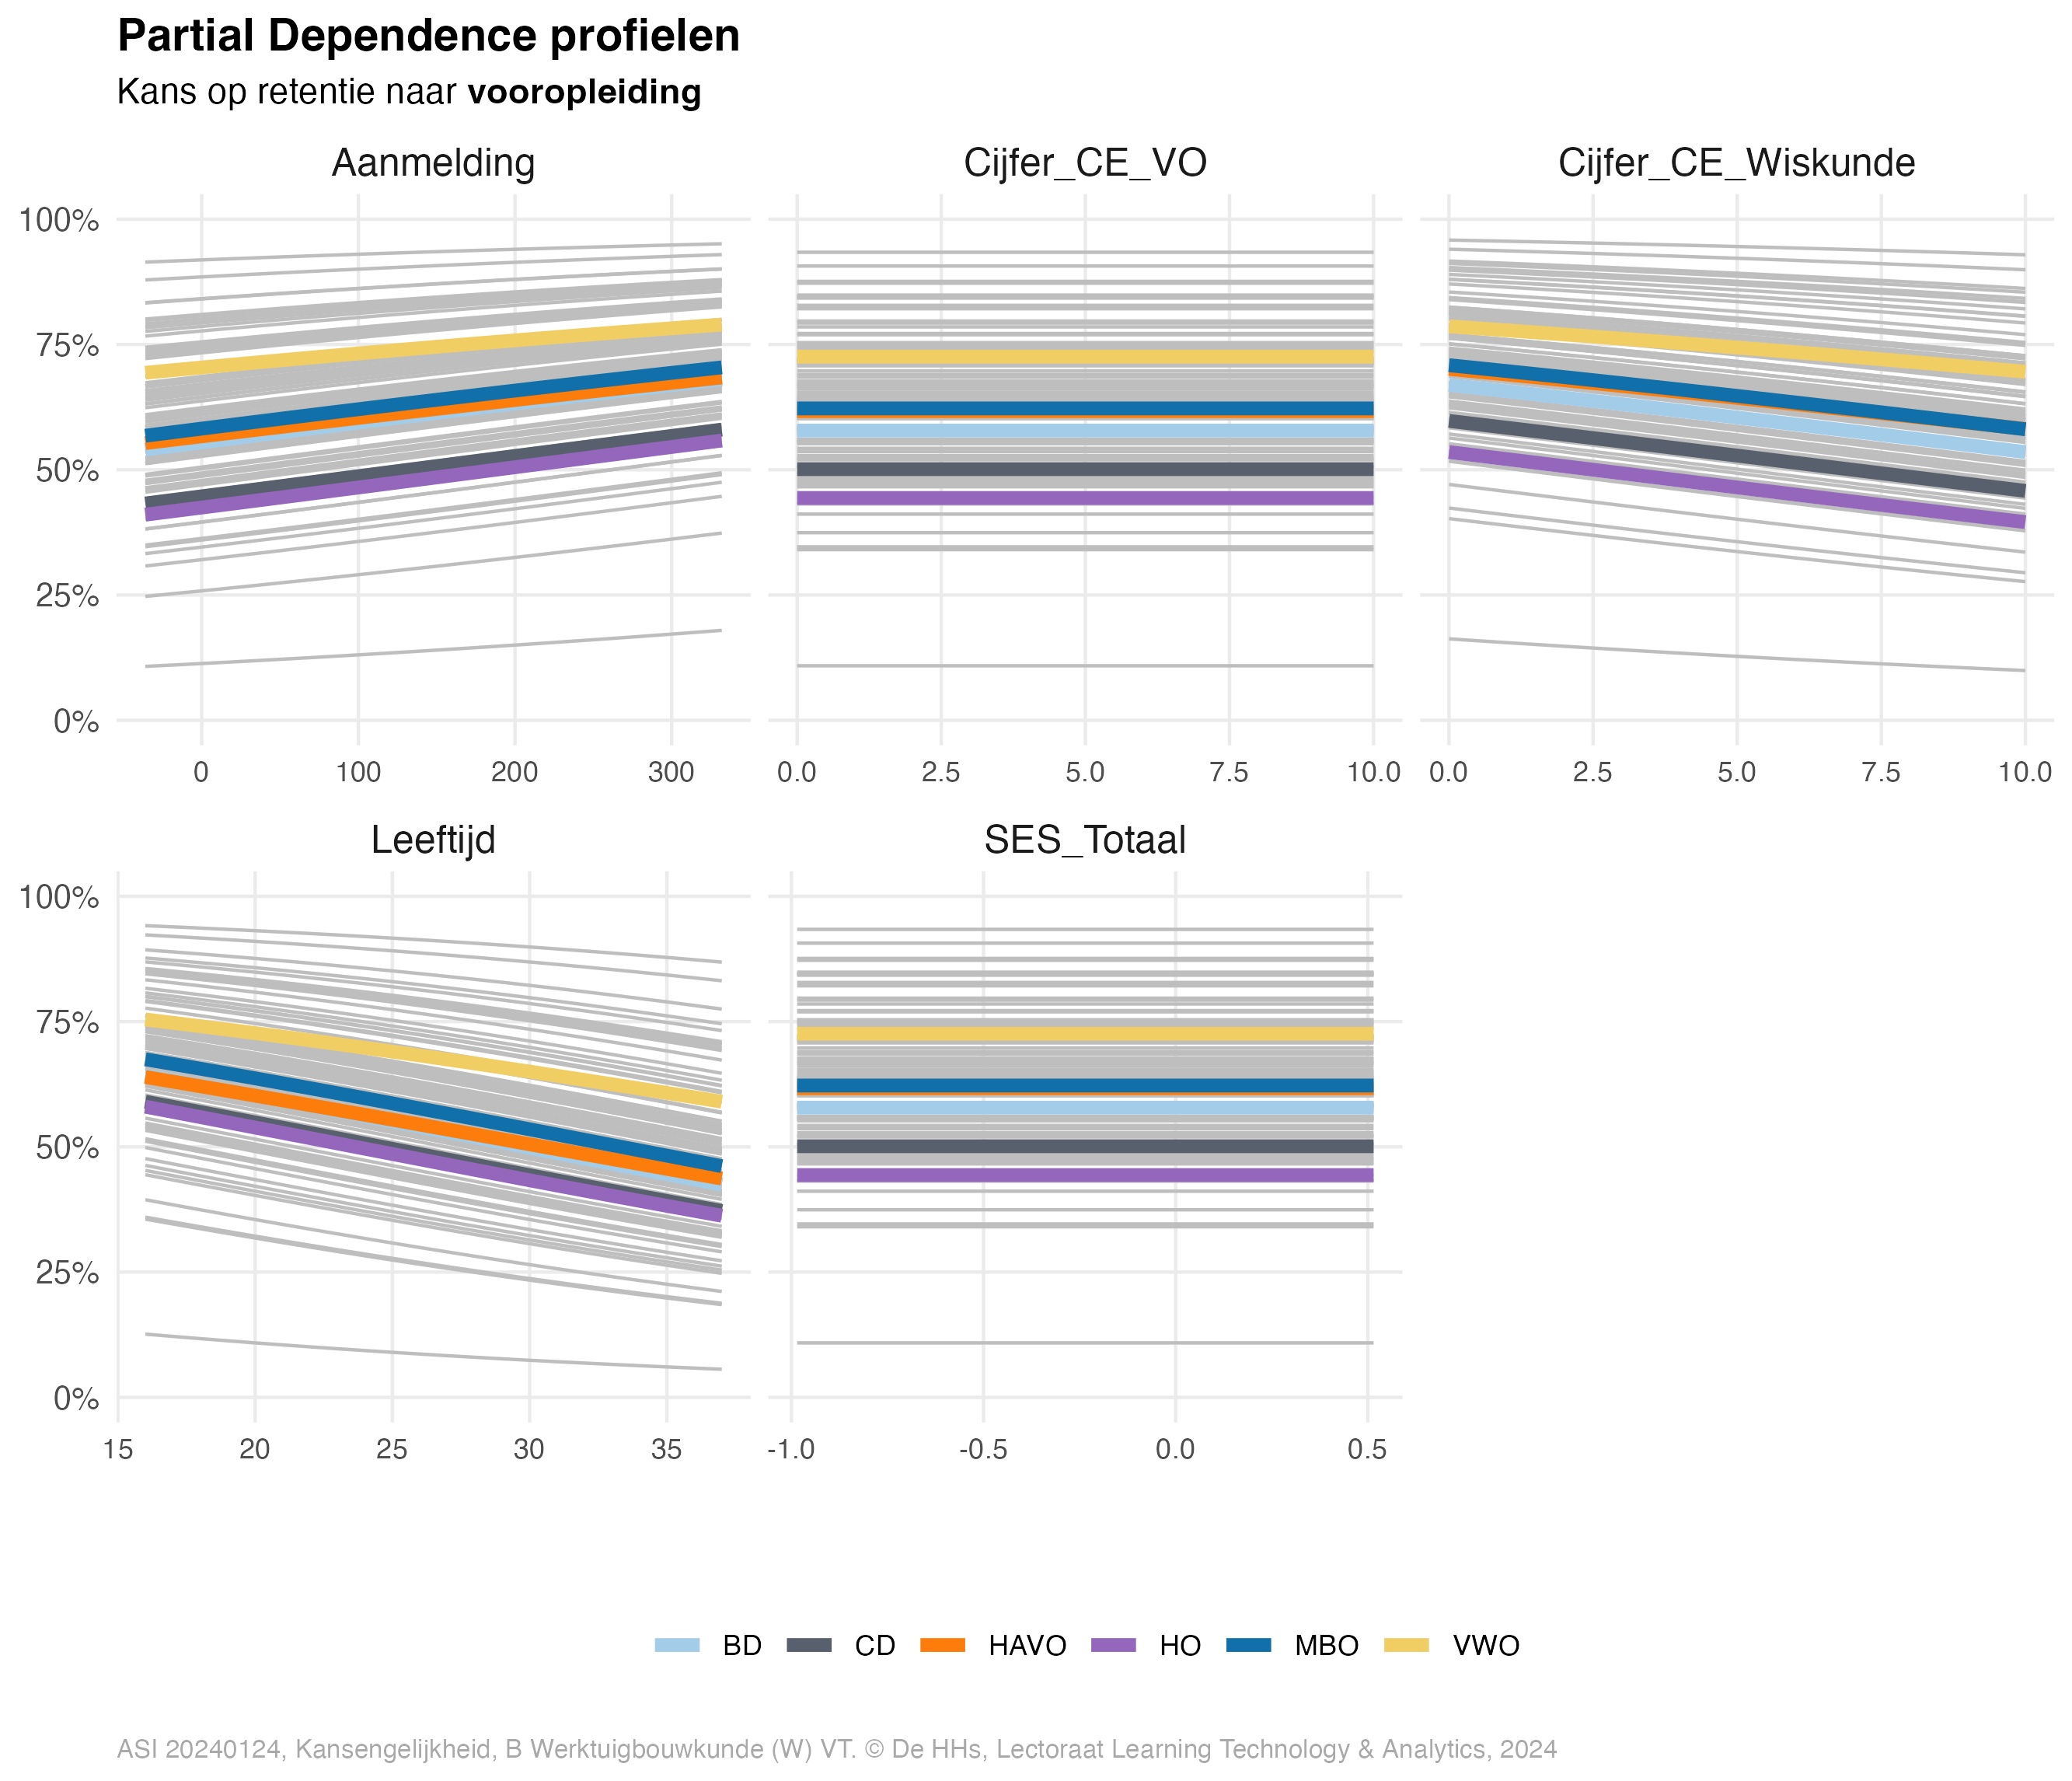 Partial Dependence profielen
Kans op retentie naar vooropleiding
Aanmelding
Cijfer_CE_VO
Cijfer_CE_Wiskunde
100%
75%
50%
25%
0%
0 100 200 300
0.0 2.5 5.0 7.5 10.0
0.0 2.5 5.0 7.5 10.0
Leeftijd
SES_Totaal
100%
75%
50%
25%
0%
15 20 25 30 35
-1.0 -0.5 0.0 0.5
BD CD HAVO HO MBO VWO
ASI 20240124, Kansengelijkheid, B Werktuigbouwkunde (W) VT. © De HHs, Lectoraat Learning Technology & Analytics, 2024